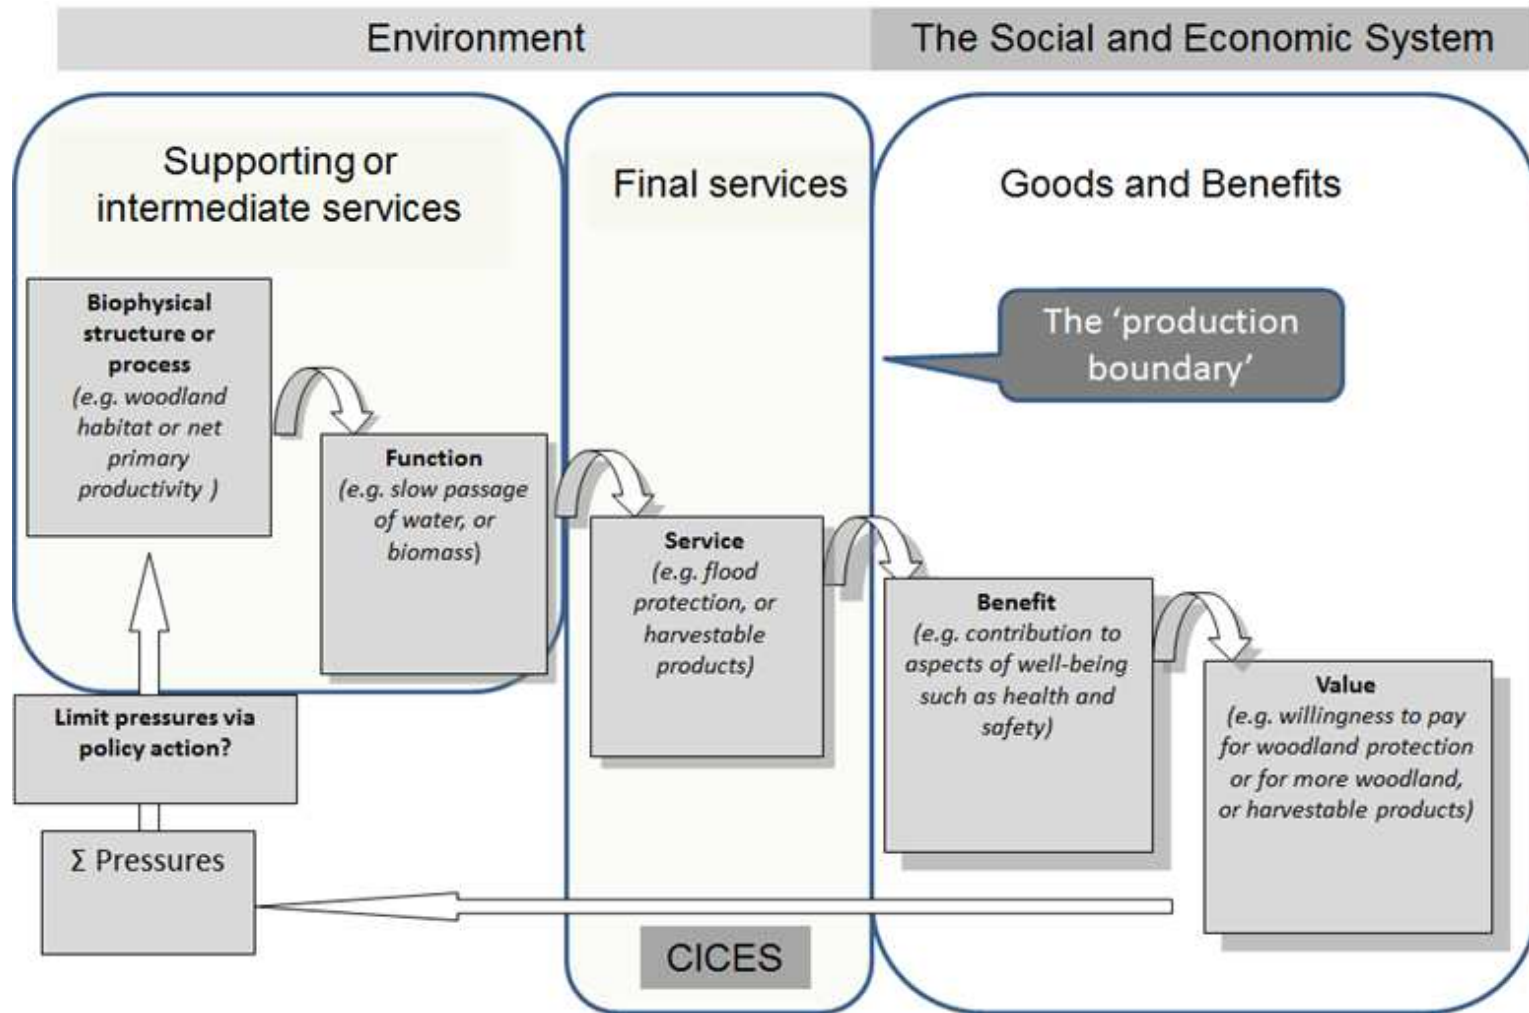 Environment
The Social and Economic System
Supporting or
intermediate services
Final services
Goods and Benefits
The ‘production
boundary’
Biophysical
structure or
process
(e.g. woodland
habitat or net
primary
productivity )
Function
(e.g. slow passage
of water, or
biomass)
Service
(e.g. flood
protection, or
harvestable
products)
Benefit
(e.g. contribution to
aspects of well-being
such as health and
safety)
Value
(e.g. willingness to pay
for woodland protection
or for more woodland,
or harvestable products)
Limit pressures via
policy action?
Σ Pressures
CICES